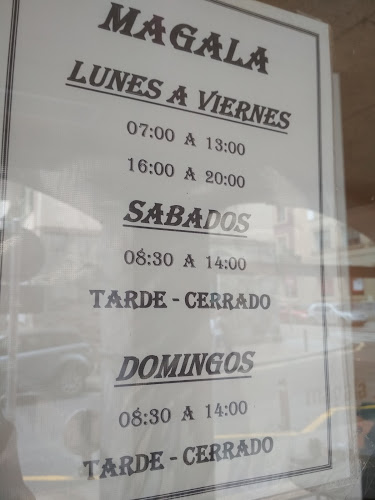 MAGALA
LUNES A VIERNES
07:00 A 13:00
16:00 A 20:00
SABADOS
08:30 A 14:00
TARDE - CERRADO
DOMINGOS
08:30 A 14:00
TARDE - CERRADO